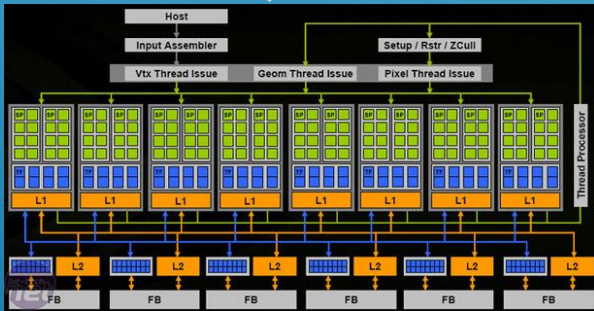 Host
Input Assembler
Setup / Rstr / ZCull
Vtx Thread Issue
Geom Thread Issue
Pixel Thread Issue
SP SP SP SP SP SP SP SP SP SP SP SP SP SP SP SP
TF TF TF TF TF TF TF TF
L1 L1 L1 L1 L1 L1 L1 L1
Thread Processor
L2 L2 L2 L2 L2 L2
FB FB FB FB FB FB